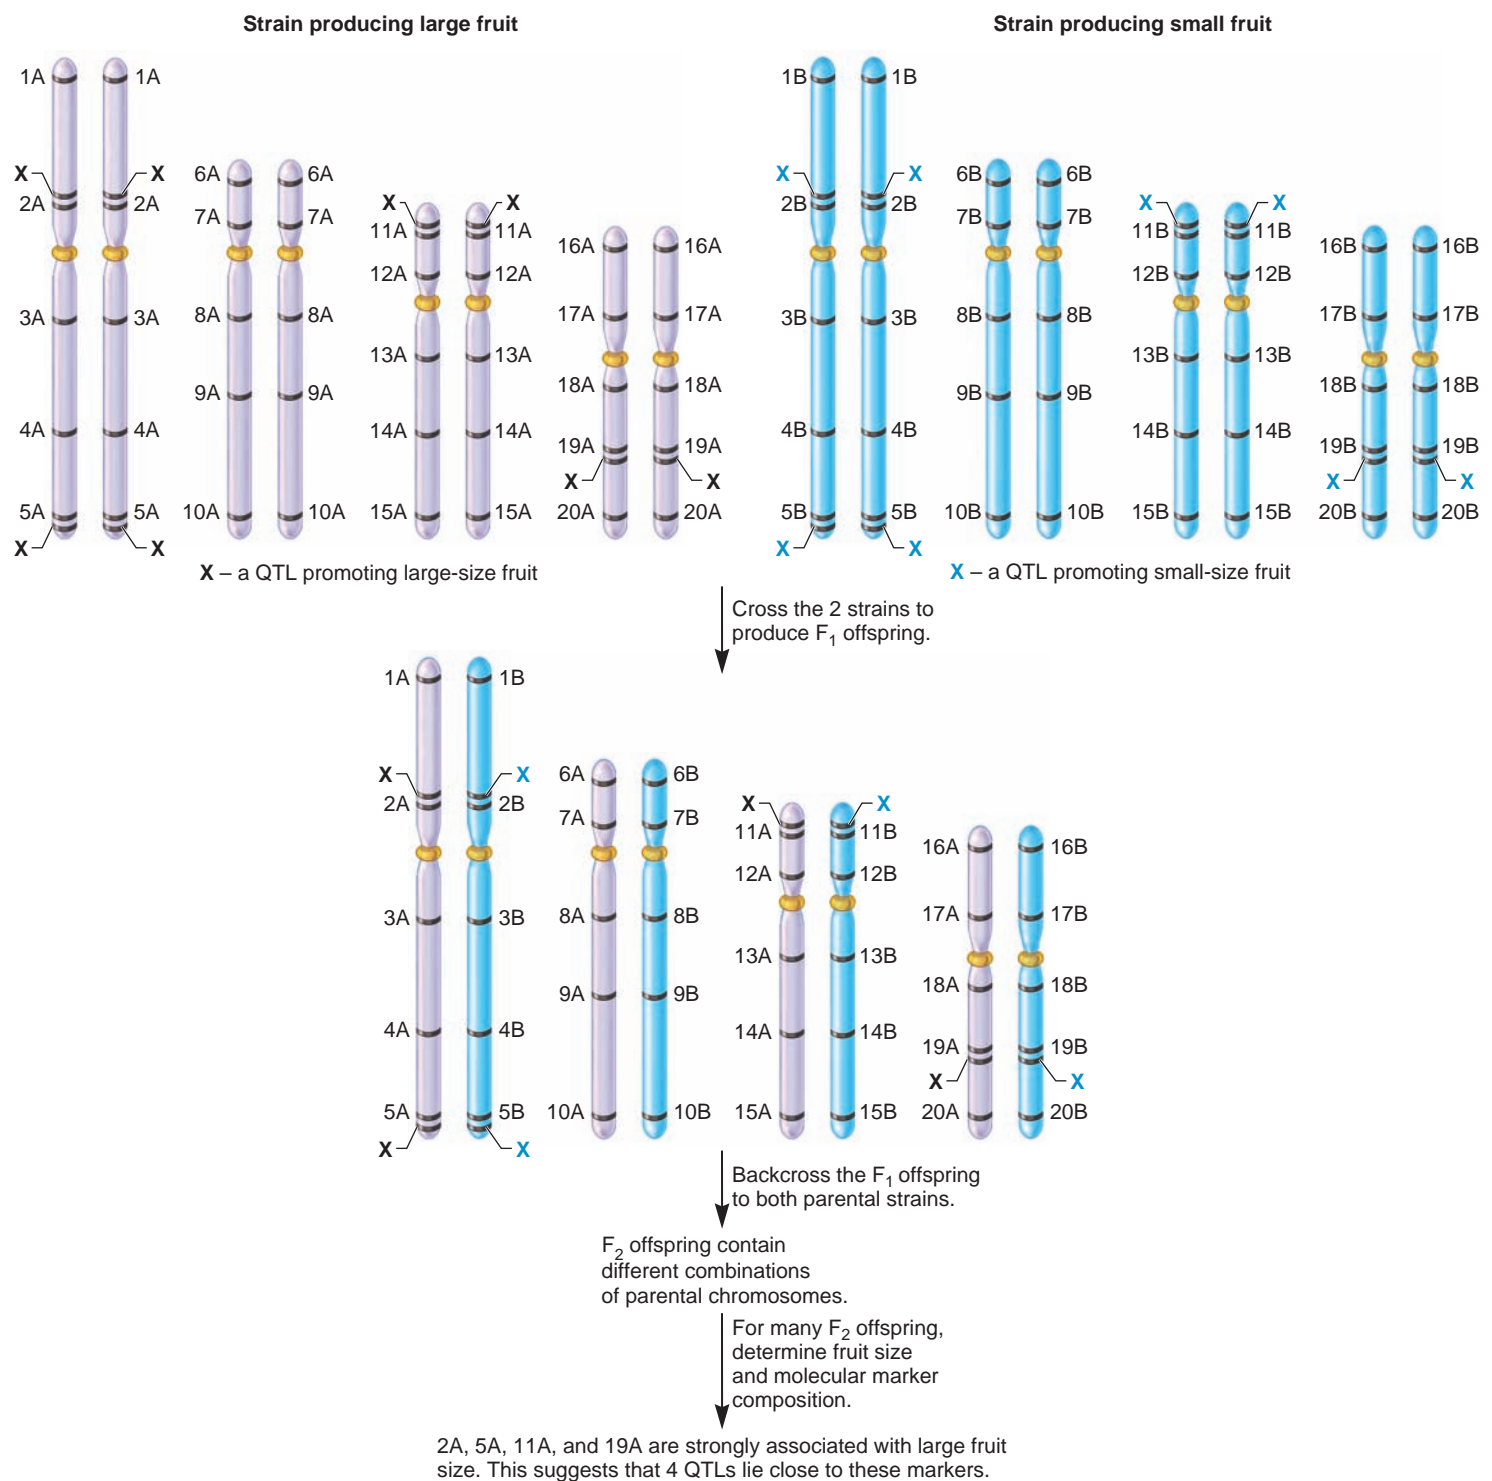 Strain producing large fruit
Strain producing small fruit
1A 1A
X X
2A 2A
3A 3A
4A 4A
5A 5A
X X
6A 6A
7A 7A
8A 8A
9A 9A
10A 10A
X X
11A 11A
12A 12A
13A 13A
14A 14A
15A 15A
16A 16A
17A 17A
18A 18A
19A 19A
X X
20A 20A
X – a QTL promoting large-size fruit
1B 1B
X X
2B 2B
3B 3B
4B 4B
5B 5B
X X
6B 6B
7B 7B
8B 8B
9B 9B
10B 10B
X X
11B 11B
12B 12B
13B 13B
14B 14B
15B 15B
16B 16B
17B 17B
18B 18B
19B 19B
X X
20B 20B
X – a QTL promoting small-size fruit
Cross the 2 strains to
produce F1 offspring.
1A 1B
X X
2A 2B
3A 3B
4A 4B
5A 5B
X X
6A 6B
7A 7B
8A 8B
9A 9B
10A 10B
X X
11A 11B
12A 12B
13A 13B
14A 14B
15A 15B
16A 16B
17A 17B
18A 18B
19A 19B
X X
20A 20B
Backcross the F1 offspring
to both parental strains.
F2 offspring contain
different combinations
of parental chromosomes.
For many F2 offspring,
determine fruit size
and molecular marker
composition.
2A, 5A, 11A, and 19A are strongly associated with large fruit
size. This suggests that 4 QTLs lie close to these markers.